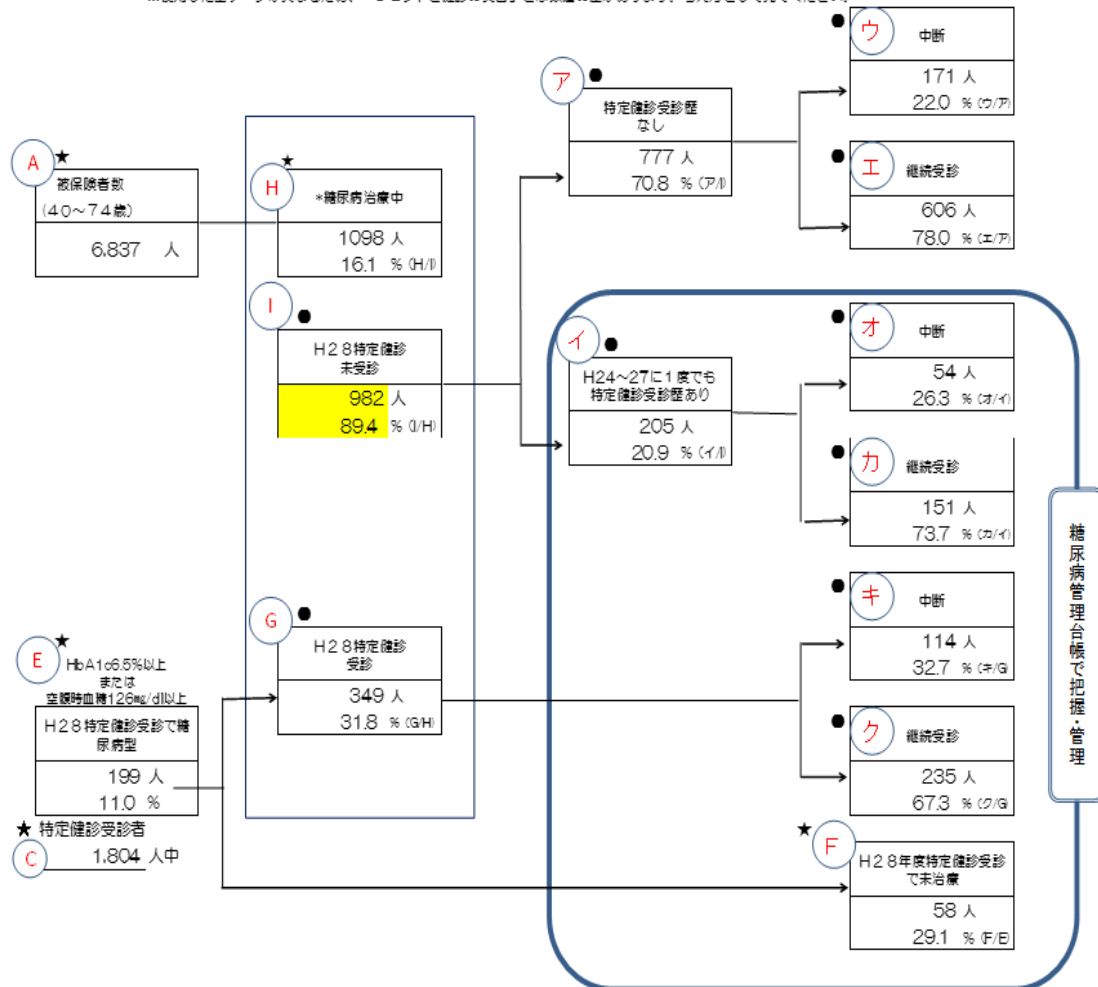 ウ
中断
171 人
22.0 % (ウ/ア)
ア
特定健診受診歴
なし
777 人
70.8 % (ア/I)
エ
継続受診
606 人
78.0 % (エ/ア)
A ★
被保険者数
(40～74歳)
6,837 人
★
H
*糖尿病治療中
1098 人
16.1 % (H/I)
I
H28特定健診
未受診
982 人
89.4 % (I/H)
イ
H24～27に1度でも
特定健診受診歴あり
205 人
20.9 % (イ/I)
オ
中断
54 人
26.3 % (オ/イ)
カ
継続受診
151 人
73.7 % (カ/イ)
糖尿病管理台帳で把握・管理
キ
中断
114 人
32.7 % (キ/G)
G
H28特定健診
受診
349 人
31.8 % (G/H)
ク
継続受診
235 人
67.3 % (ク/G)
E ★
HbA1c6.5%以上
または
空腹時血糖126mg/dl以上
H28特定健診受診で糖
尿病型
199 人
11.0 %
★ 特定健診受診者
C 1,804 人中
★ F
H28年度特定健診受診
で未治療
58 人
29.1 % (F/E)